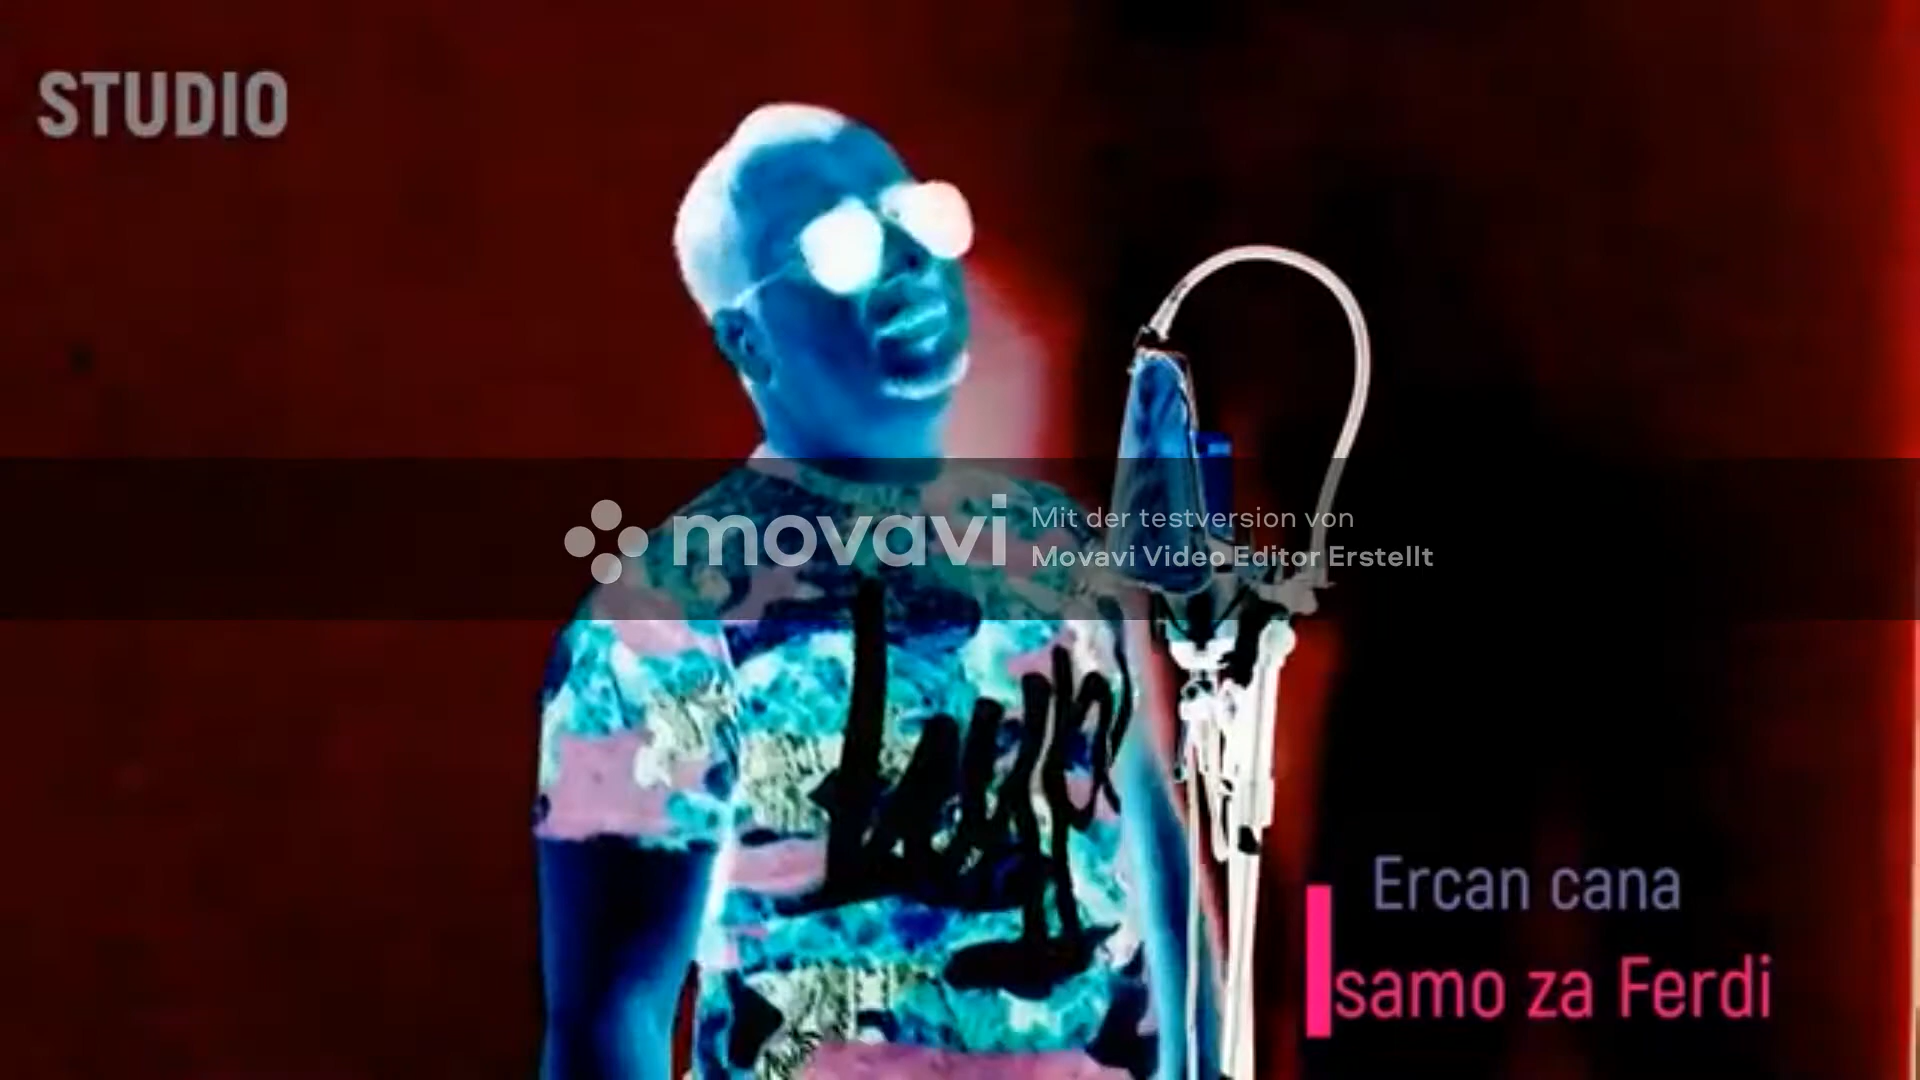 STUDIO
movavi
Mit der testversion von
Movavi Video Editor Erstellt
Ercan cana
samo za Ferdi